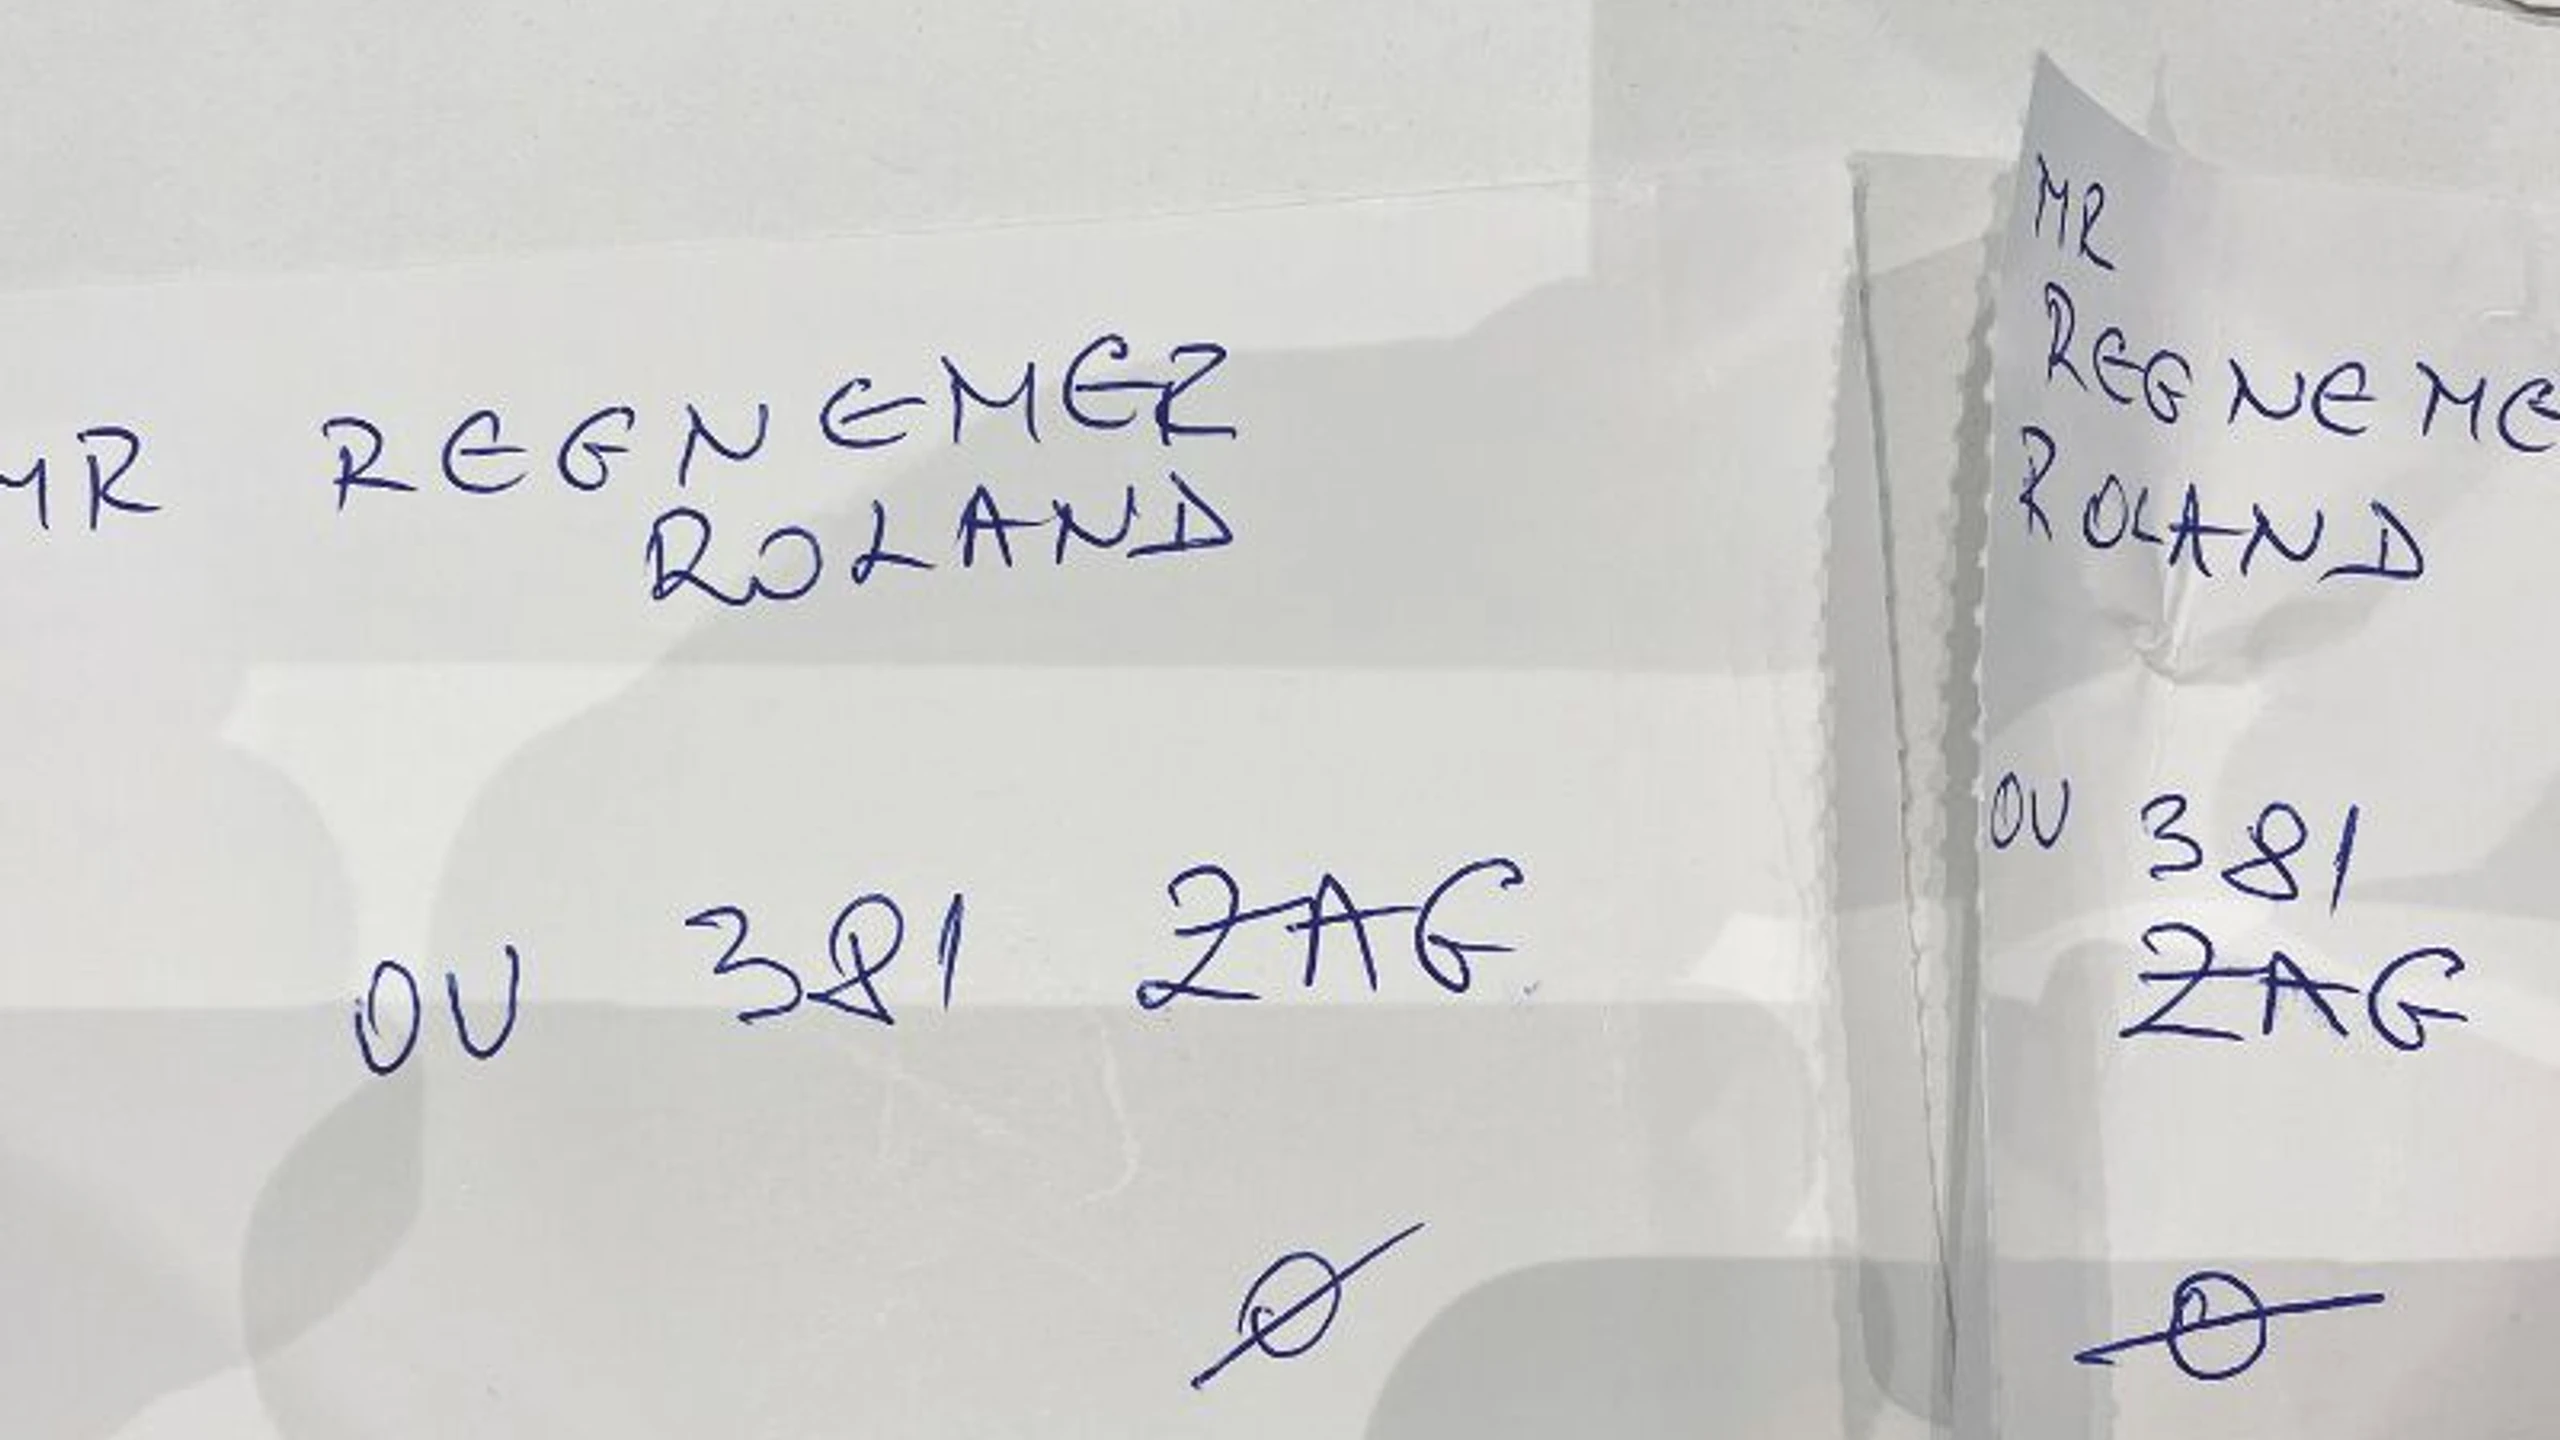 MR REGNEMER
ROLAND
OU 381 ZAG
Ø
MR
REGNEME
ROLAND
OU 381
ZAG
Ø